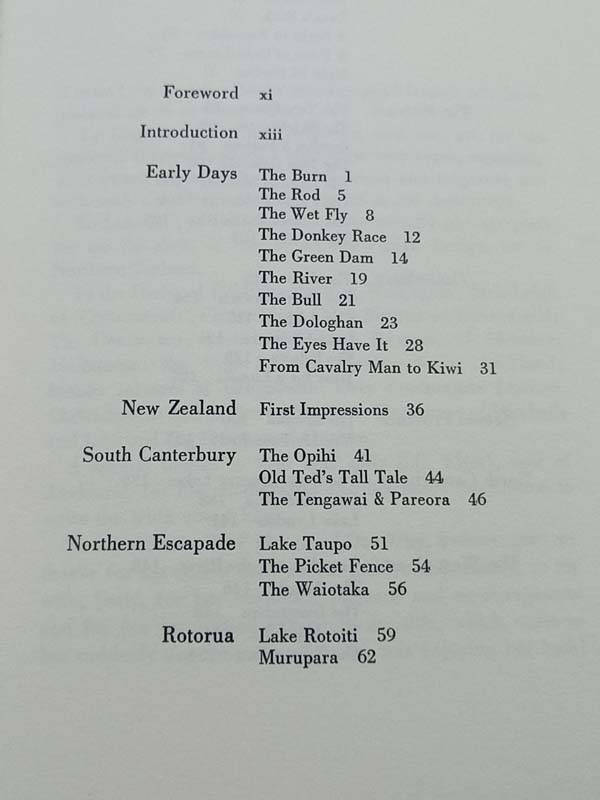 Foreword xi
Introduction xiii
Early Days The Burn 1
The Rod 5
The Wet Fly 8
The Donkey Race 12
The Green Dam 14
The River 19
The Bull 21
The Dologhan 23
The Eyes Have It 28
From Cavalry Man to Kiwi 31
New Zealand First Impressions 36
South Canterbury The Opihi 41
Old Ted's Tall Tale 44
The Tengawai & Pareora 46
Northern Escapade Lake Taupo 51
The Picket Fence 54
The Waiotaka 56
Rotorua Lake Rotoiti 59
Murupara 62